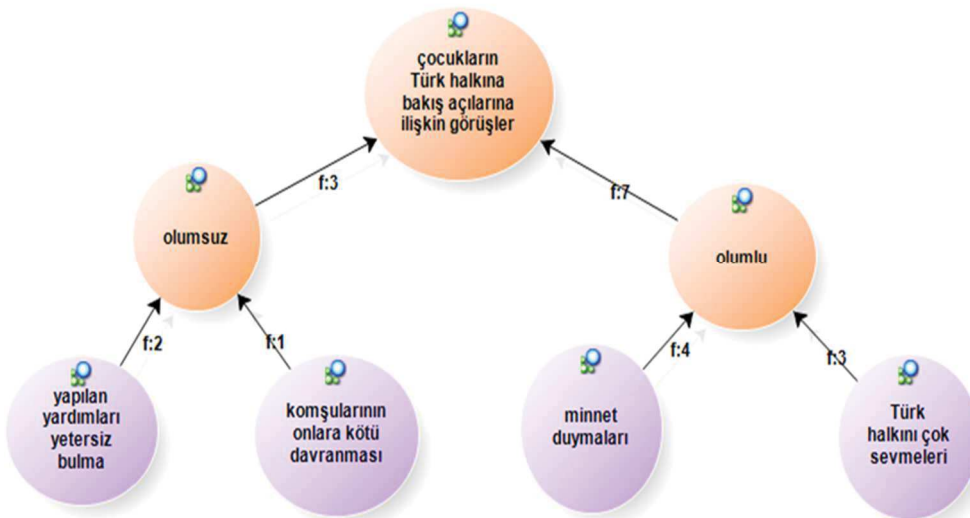 çocukların
Türk halkına
bakış açılarına
ilişkin görüşler
f:3
f:7
olumsuz
olumlu
f:2
f:1
f:4
f:3
yapılan
yardımları
yetersiz
bulma
komşularının
onlara kötü
davranması
minnet
duymaları
Türk
halkını çok
sevmeleri